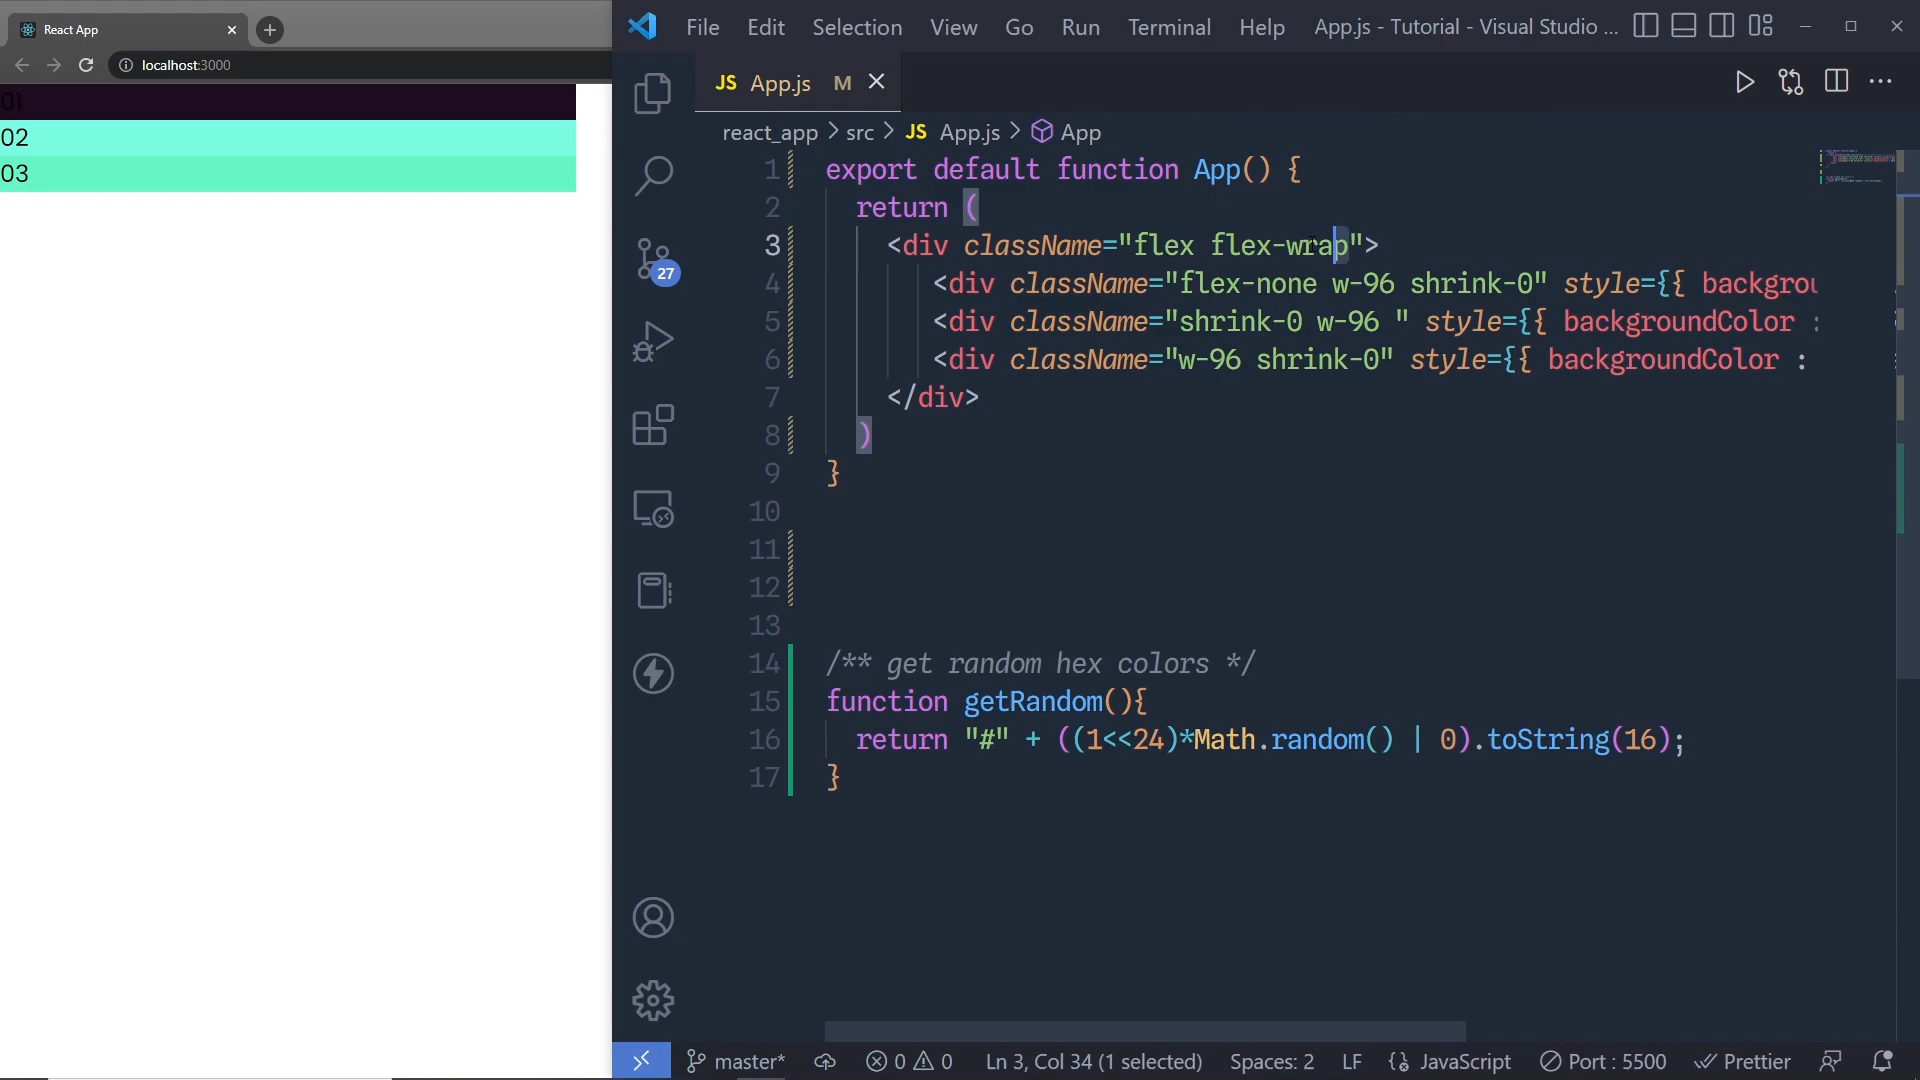 React App
localhost:3000
01
02
03
File Edit Selection View Go Run Terminal Help App.js - Tutorial - Visual Studio ...
JS App.js M
react_app > src > JS App.js > App
1 export default function App() {
2 return (
3 <div className="flex flex-wrap">
4 <div className="flex-none w-96 shrink-0" style={{ backgrou
5 <div className="shrink-0 w-96 " style={{ backgroundColor :
6 <div className="w-96 shrink-0" style={{ backgroundColor :
7 </div>
8 )
9 }
10
11
12
13
14 /** get random hex colors */
15 function getRandom(){
16 return "#" + ((1<<24)*Math.random() | 0).toString(16);
17 }
27
master* 0 0 Ln 3, Col 34 (1 selected) Spaces: 2 LF JavaScript Port : 5500 Prettier